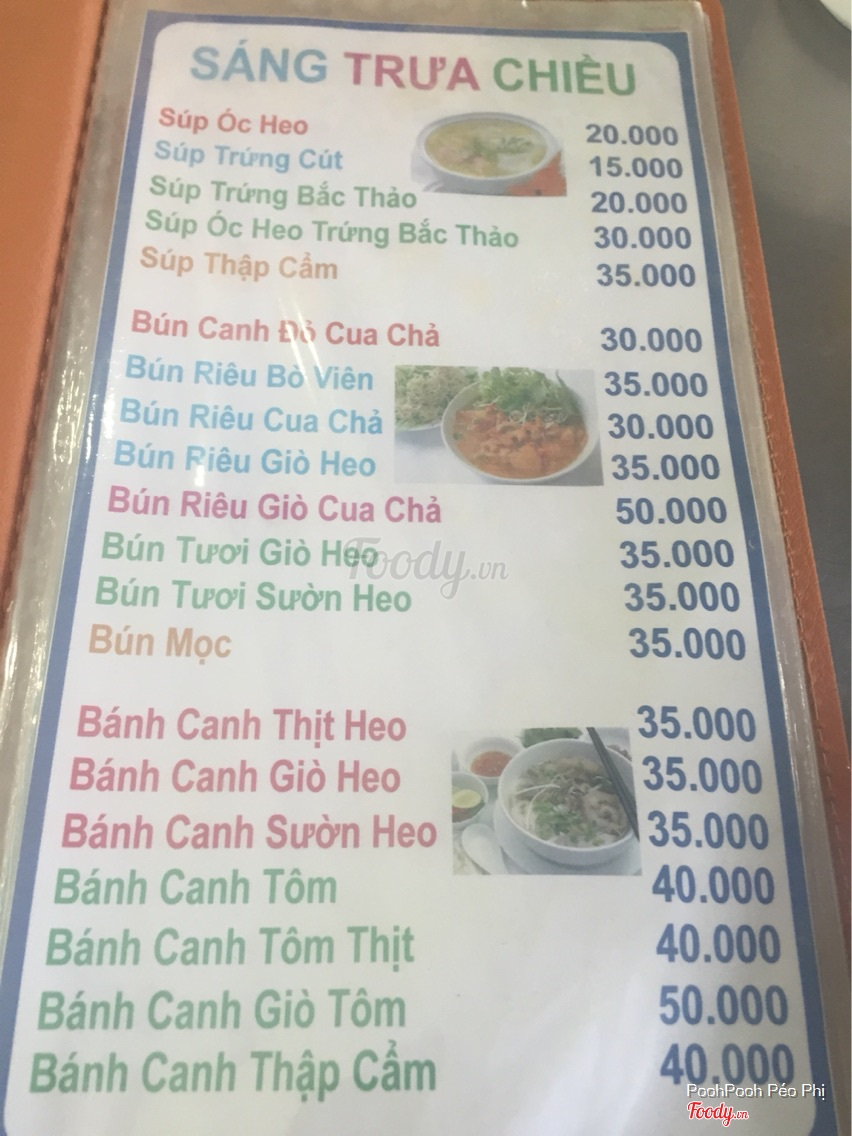 SÁNG TRƯA CHIỀU
Súp Óc Heo 20.000
Súp Trứng Cút 15.000
Súp Trứng Bắc Thảo 20.000
Súp Óc Heo Trứng Bắc Thảo 30.000
Súp Thập Cẩm 35.000
Bún Canh Đỏ Cua Chả 30.000
Bún Riêu Bò Viên 35.000
Bún Riêu Cua Chả 30.000
Bún Riêu Giò Heo 35.000
Bún Riêu Giò Cua Chả 50.000
Bún Tươi Giò Heo 35.000
Foody.vn
Bún Tươi Sườn Heo 35.000
Bún Mọc 35.000
Bánh Canh Thịt Heo 35.000
Bánh Canh Giò Heo 35.000
Bánh Canh Sườn Heo 35.000
Bánh Canh Tôm 40.000
Bánh Canh Tôm Thịt 40.000
Bánh Canh Giò Tôm 50.000
Bánh Canh Thập Cẩm 40.000
PoohPooh Péo Phị
Foody.vn